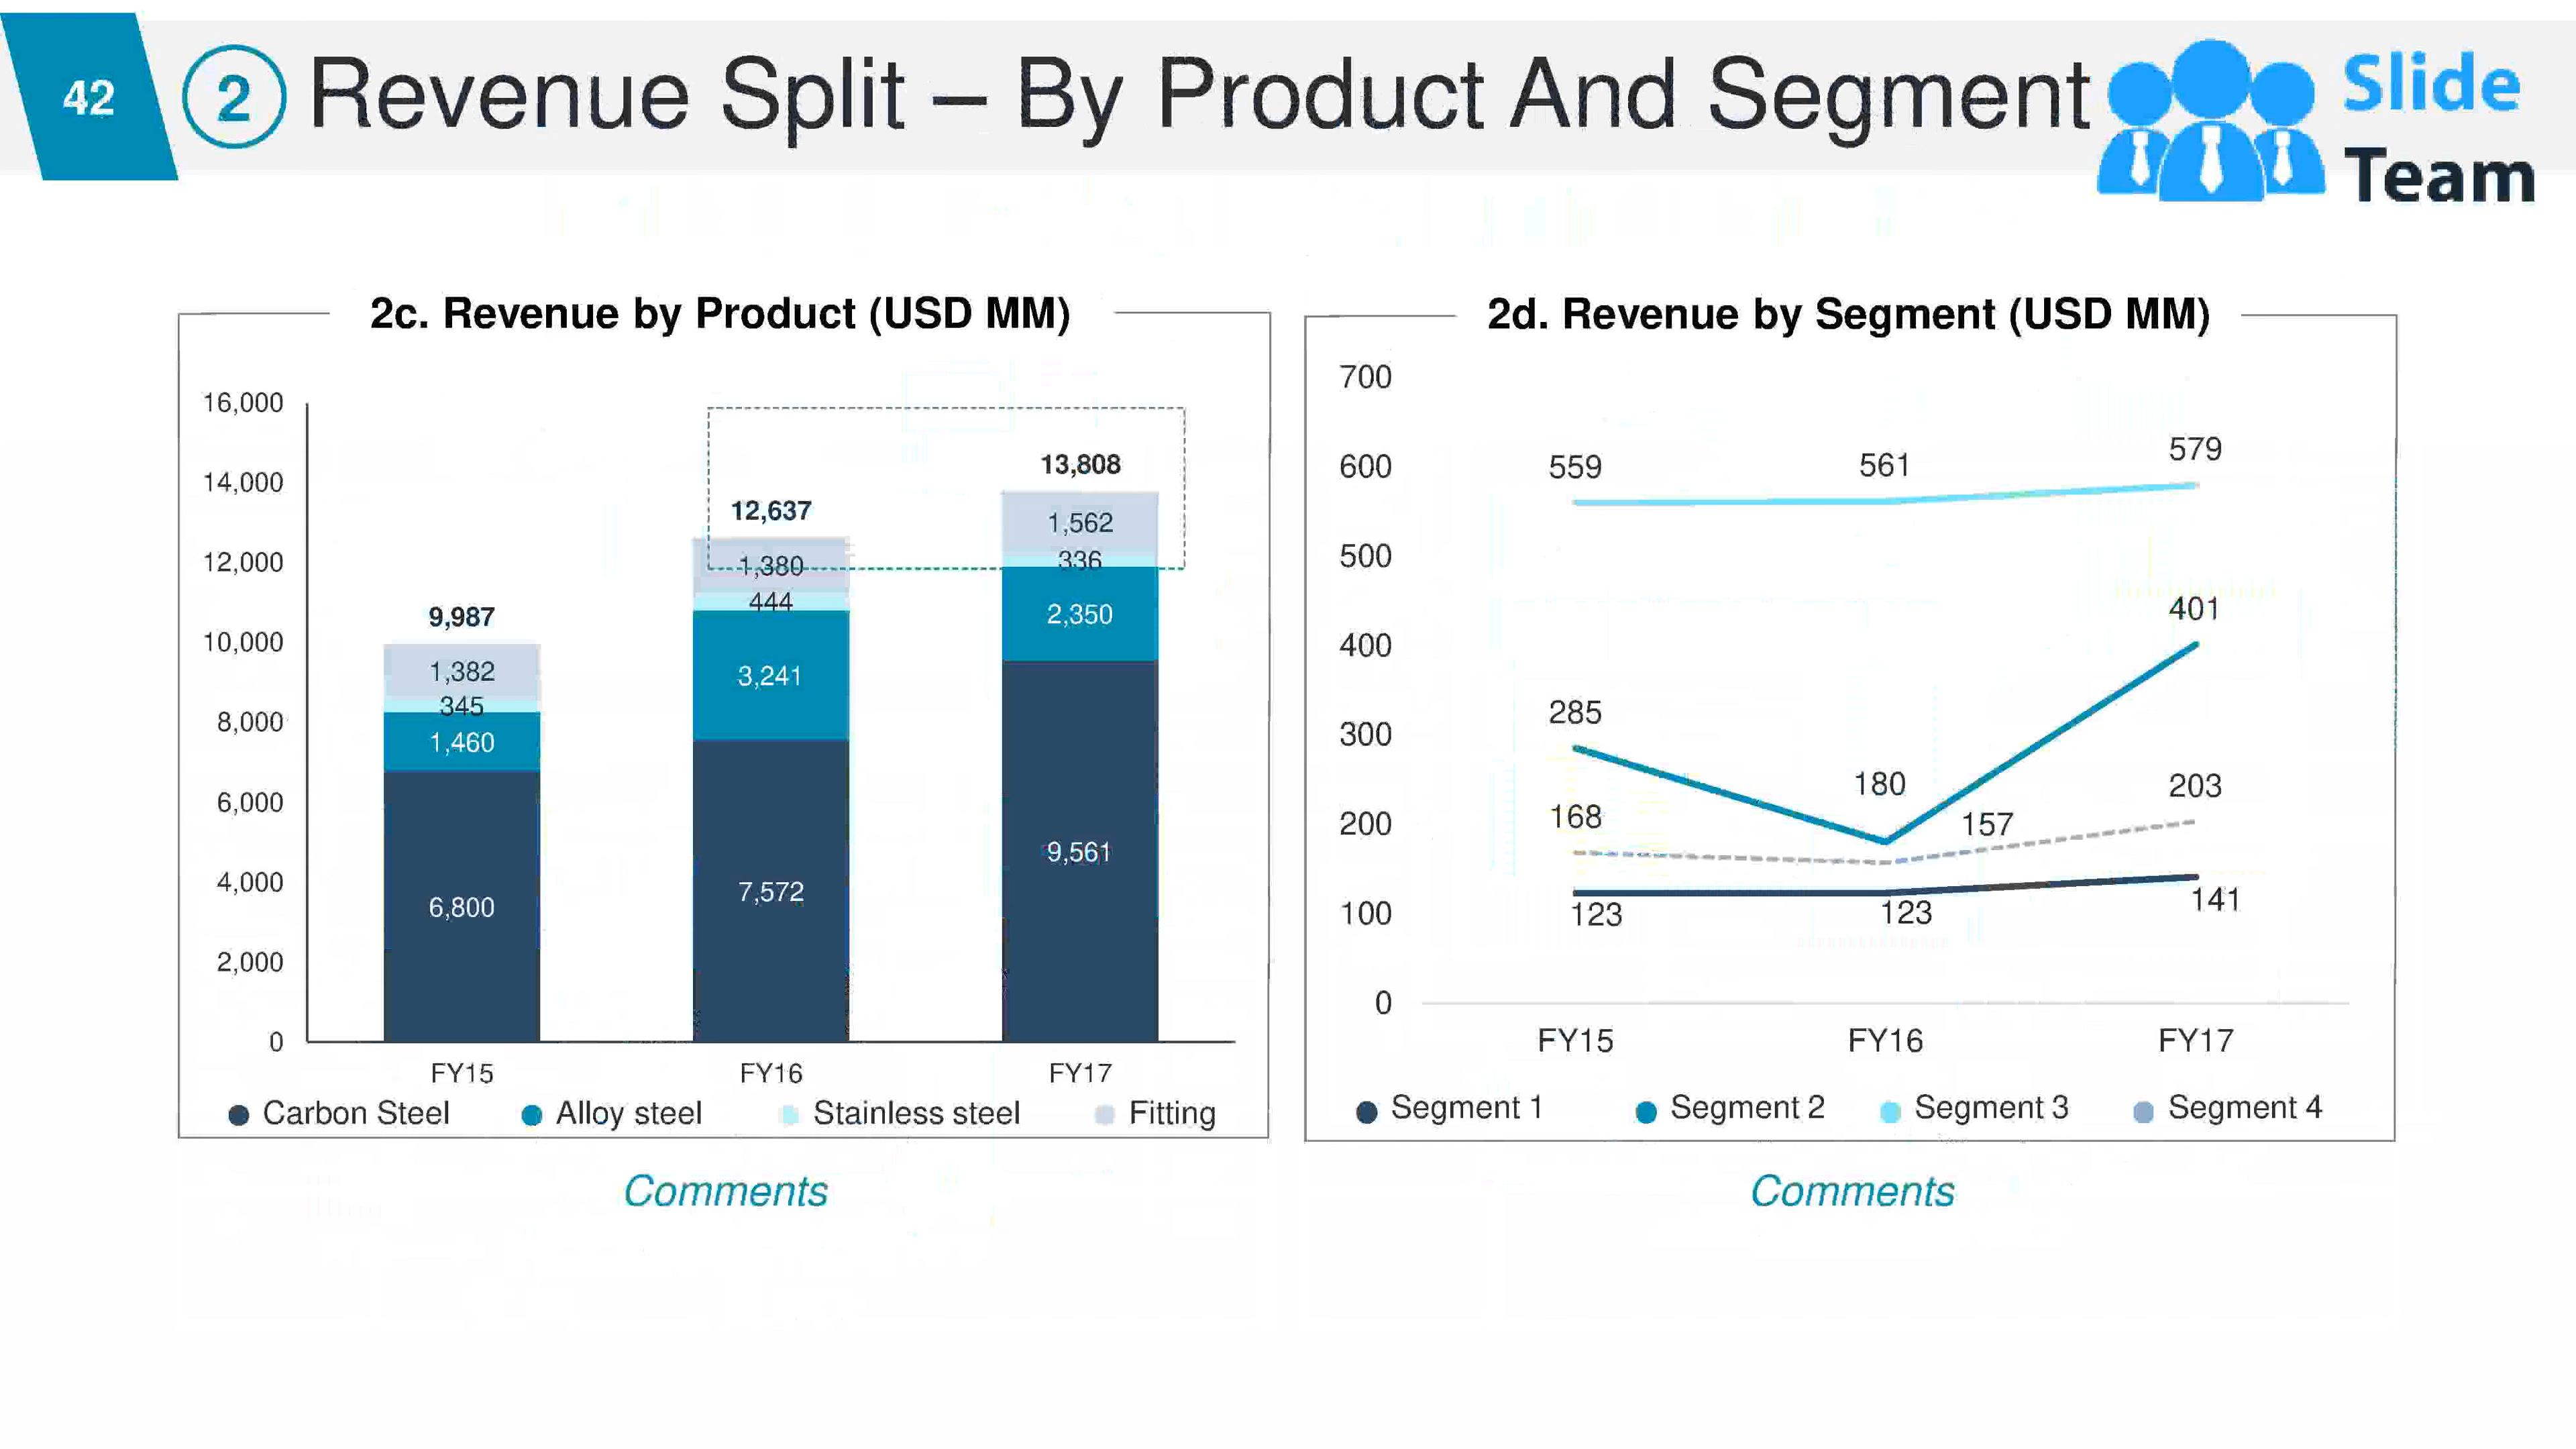 42
2 Revenue Split – By Product And Segment
Slide
Team
2c. Revenue by Product (USD MM)
16,000
14,000
12,000
10,000
8,000
6,000
4,000
2,000
0
9,987
1,382
345
1,460
6,800
12,637
1,380
444
3,241
7,572
13,808
1,562
336
2,350
9,561
FY15 FY16 FY17
Carbon Steel Alloy steel Stainless steel Fitting
Comments
2d. Revenue by Segment (USD MM)
700
600
500
400
300
200
100
0
559 561 579
285 180 401
168 157 203
123 123 141
FY15 FY16 FY17
Segment 1 Segment 2 Segment 3 Segment 4
Comments